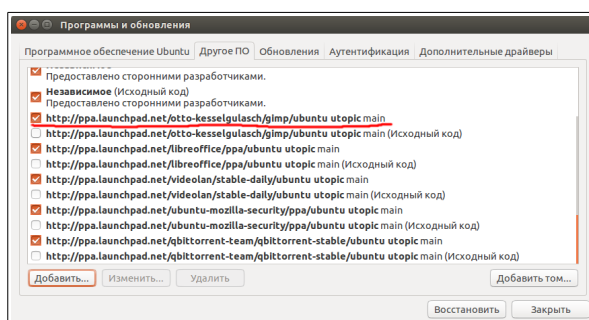 Программы и обновления
Программное обеспечение Ubuntu Другое ПО Обновления Аутентификация Дополнительные драйверы
Независимое
Предоставлено сторонними разработчиками.
Независимое (Исходный код)
Предоставлено сторонними разработчиками.
http://ppa.launchpad.net/otto-kesselgulasch/gimp/ubuntu utopic main
http://ppa.launchpad.net/otto-kesselgulasch/gimp/ubuntu utopic main (Исходный код)
http://ppa.launchpad.net/libreoffice/ppa/ubuntu utopic main
http://ppa.launchpad.net/libreoffice/ppa/ubuntu utopic main (Исходный код)
http://ppa.launchpad.net/videolan/stable-daily/ubuntu utopic main
http://ppa.launchpad.net/videolan/stable-daily/ubuntu utopic main (Исходный код)
http://ppa.launchpad.net/ubuntu-mozilla-security/ppa/ubuntu utopic main
http://ppa.launchpad.net/ubuntu-mozilla-security/ppa/ubuntu utopic main (Исходный код)
http://ppa.launchpad.net/qbittorrent-team/qbittorrent-stable/ubuntu utopic main
http://ppa.launchpad.net/qbittorrent-team/qbittorrent-stable/ubuntu utopic main (Исходный код)
Добавить... Изменить... Удалить Добавить том...
Восстановить Закрыть